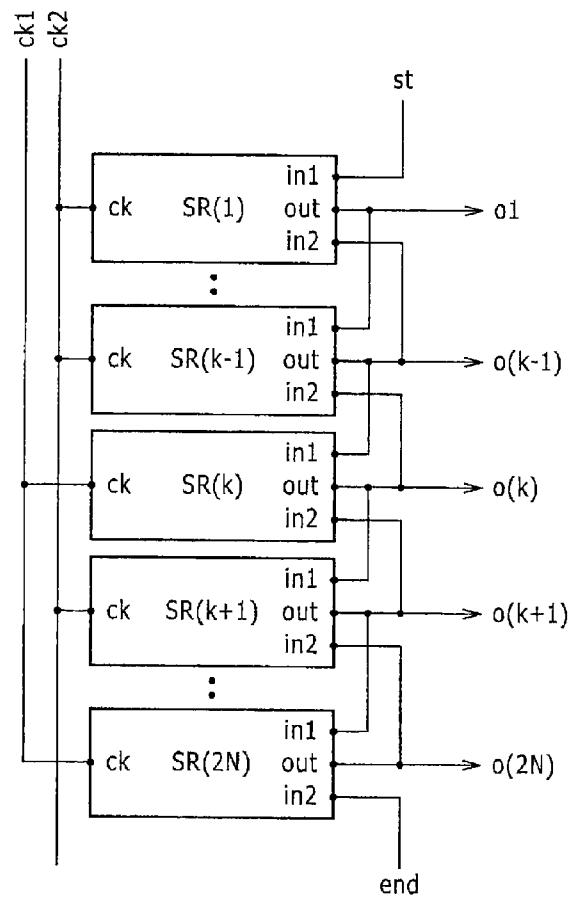 ck1 ck2
st
in1
ck SR(1) out o1
in2
:
in1
ck SR(k-1) out o(k-1)
in2
in1
ck SR(k) out o(k)
in2
in1
ck SR(k+1) out o(k+1)
in2
:
in1
ck SR(2N) out o(2N)
in2
end